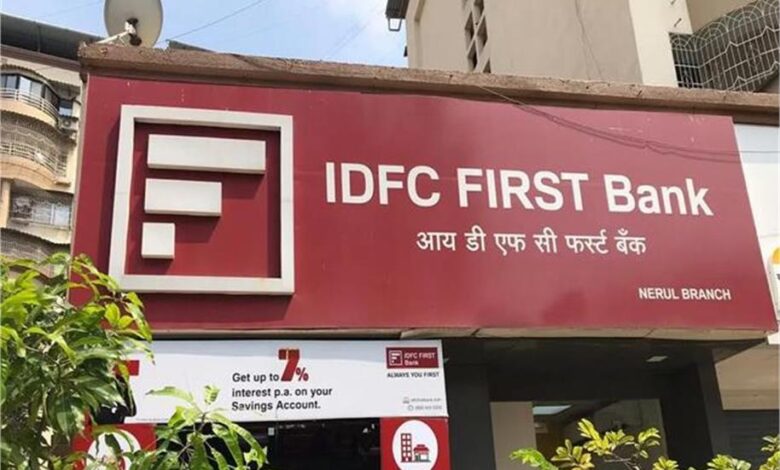 IDFC FIRST Bank
आय डी एफ सी फर्स्ट बँक
NERUL BRANCH
Get up to 7%
interest p.a. on your
Savings Account.
IDFC FIRST
Bank
ALWAYS YOU FIRST